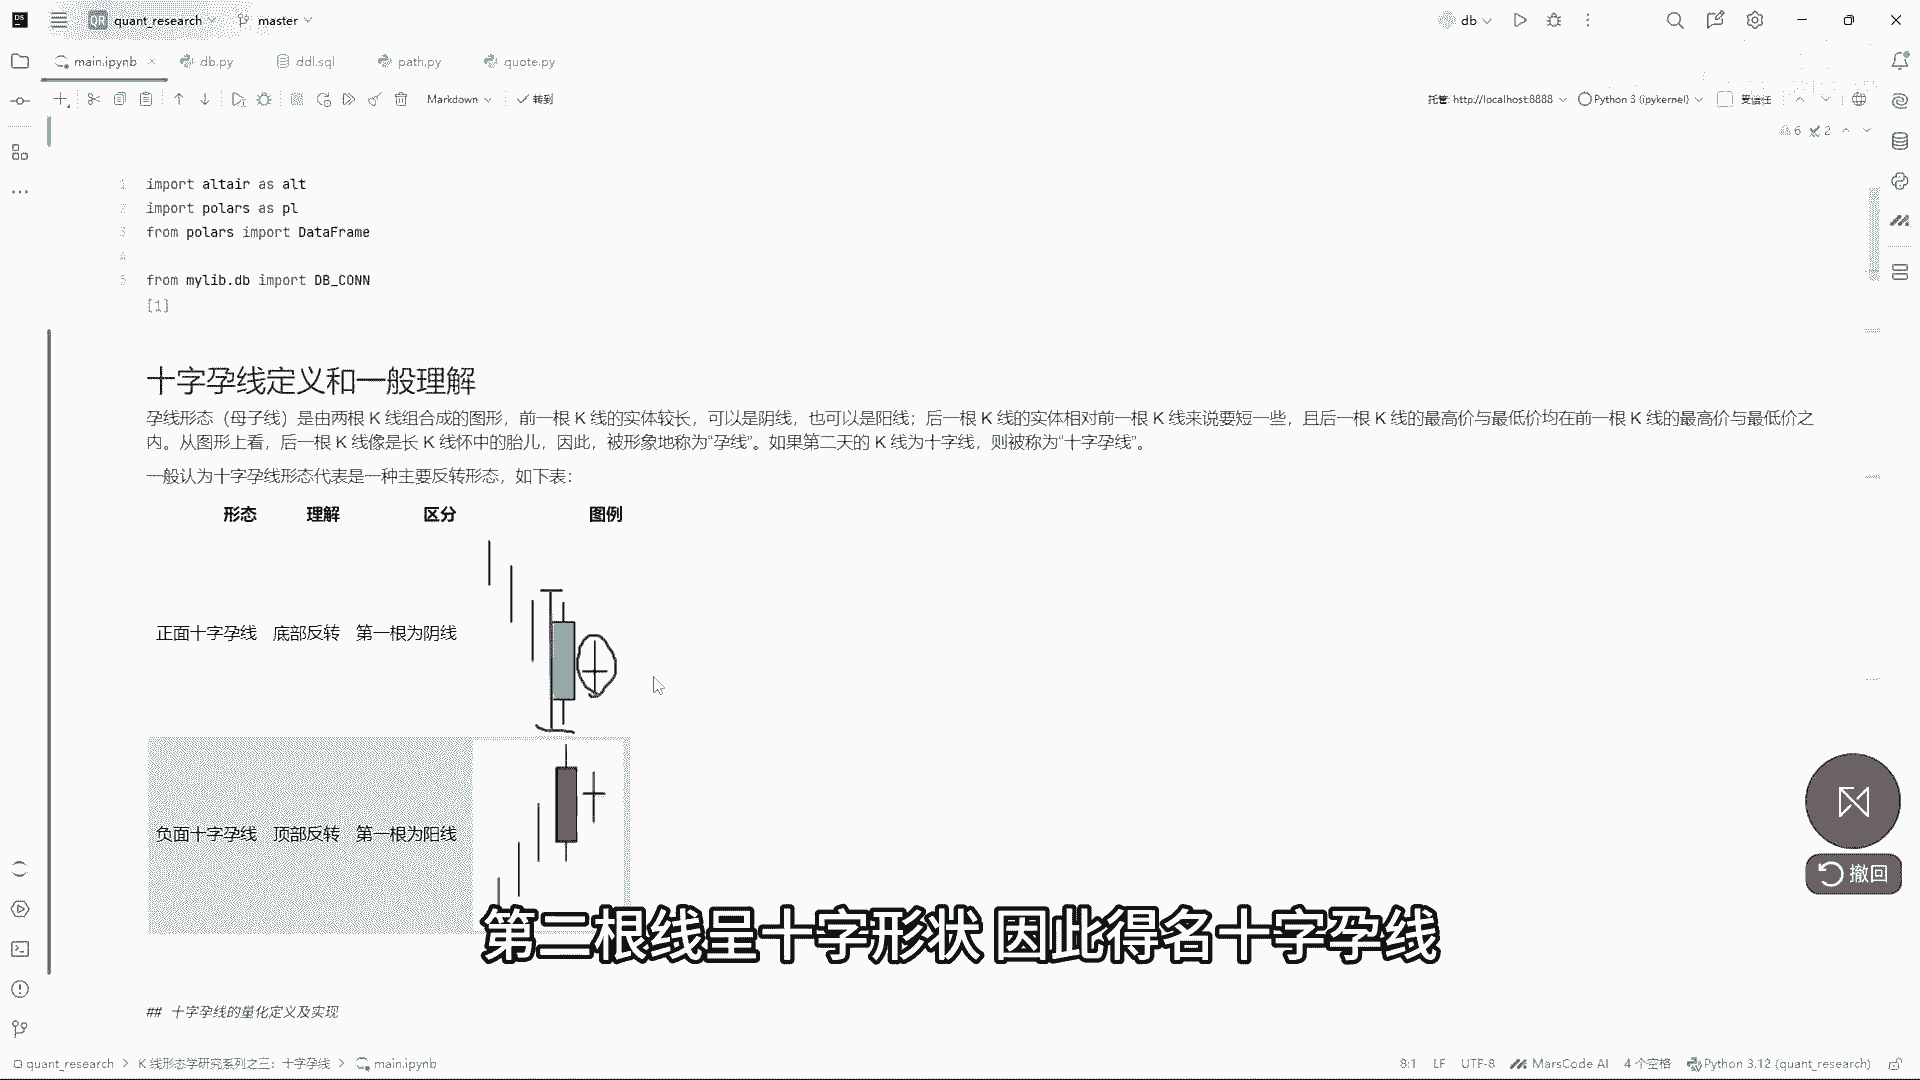 DS
QR quant_research master db
main.ipynb db.py ddl.sql path.py quote.py
Markdown 转到 托管: http://localhost:8888 Python 3 (ipykernel) 受信任
6 2
1 import altair as alt
2 import polars as pl
3 from polars import DataFrame
4
5 from mylib.db import DB_CONN
[1]
十字孕线定义和一般理解
孕线形态（母子线）是由两根 K 线组合成的图形，前一根 K 线的实体较长，可以是阴线，也可以是阳线；后一根 K 线的实体相对前一根 K 线来说要短一些，且后一根 K 线的最高价与最低价均在前一根 K 线的最高价与最低价之
内。从图形上看，后一根 K 线像是长 K 线怀中的胎儿，因此，被形象地称为“孕线”。如果第二天的 K 线为十字线，则被称为“十字孕线”。
一般认为十字孕线形态代表是一种主要反转形态，如下表：
形态 理解 区分 图例
正面十字孕线 底部反转 第一根为阴线
负面十字孕线 顶部反转 第一根为阳线
撤回
第二根线呈十字形状 因此得名十字孕线
## 十字孕线的量化定义及实现
quant_research > K 线形态学研究系列之三：十字孕线 > main.ipynb 8:1 LF UTF-8 MarsCode AI 4 个空格 Python 3.12 (quant_research)